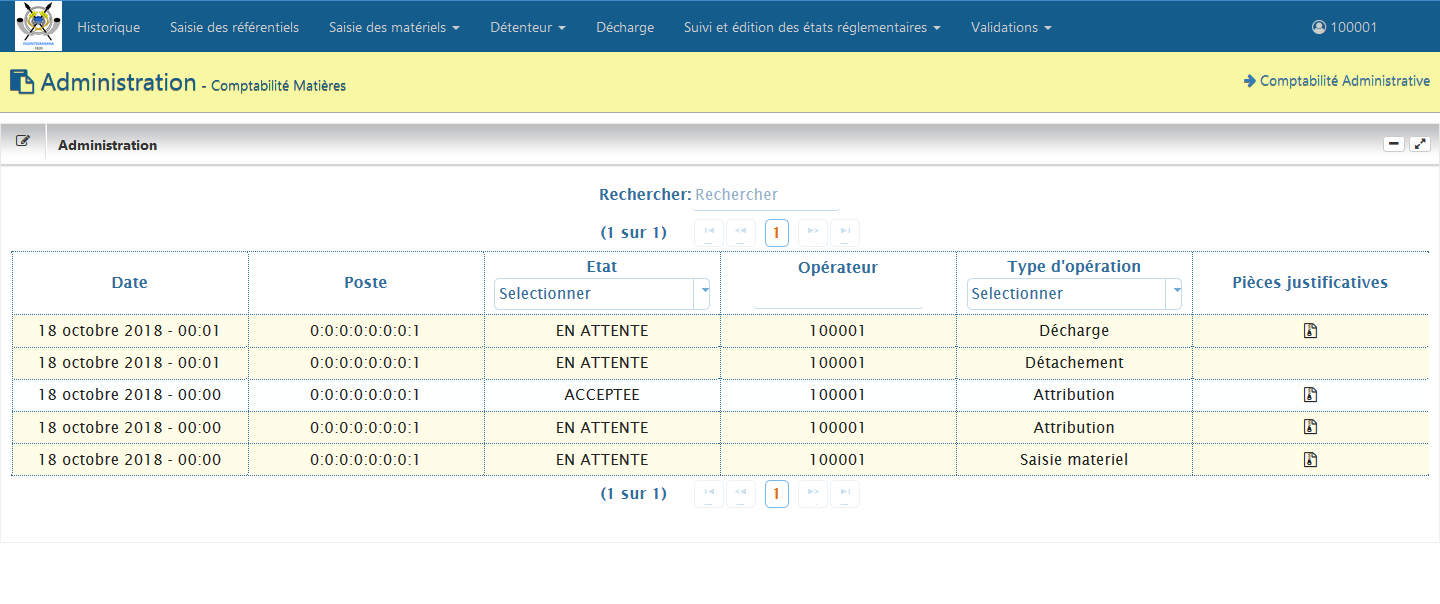 Historique Saisie des référentiels Saisie des matériels Détenteur Décharge Suivi et édition des états réglementaires Validations 100001
Administration - Comptabilité Matières Comptabilité Administrative
Administration
Rechercher: Rechercher
(1 sur 1) 1
Date Poste Etat Opérateur Type d'opération Pièces justificatives
Selectionner Selectionner
18 octobre 2018 - 00:01 0:0:0:0:0:0:0:1 EN ATTENTE 100001 Décharge
18 octobre 2018 - 00:01 0:0:0:0:0:0:0:1 EN ATTENTE 100001 Détachement
18 octobre 2018 - 00:00 0:0:0:0:0:0:0:1 ACCEPTEE 100001 Attribution
18 octobre 2018 - 00:00 0:0:0:0:0:0:0:1 EN ATTENTE 100001 Attribution
18 octobre 2018 - 00:00 0:0:0:0:0:0:0:1 EN ATTENTE 100001 Saisie materiel
(1 sur 1) 1